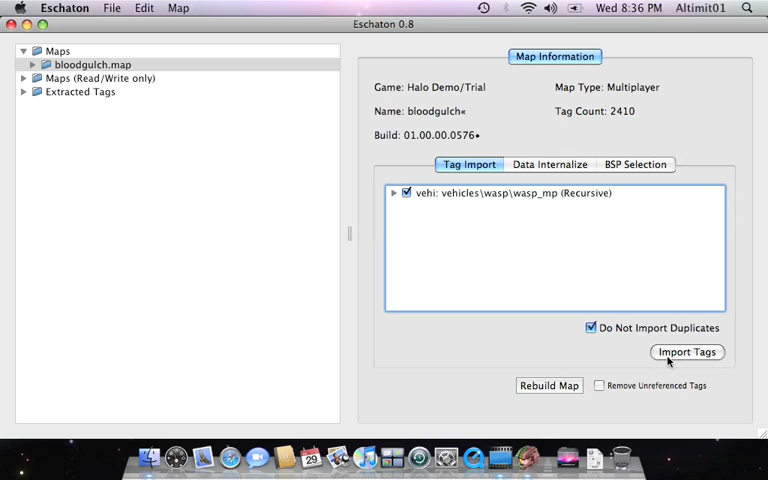 Eschaton File Edit Map Wed 8:36 PM Altimit01
Eschaton 0.8
Maps
bloodgulch.map
Maps (Read/Write only)
Extracted Tags
Map Information
Game: Halo Demo/Trial Map Type: Multiplayer
Name: bloodgulch« Tag Count: 2410
Build: 01.00.00.0576•
Tag Import Data Internalize BSP Selection
vehi: vehicles\wasp\wasp_mp (Recursive)
Do Not Import Duplicates
Import Tags
Rebuild Map Remove Unreferenced Tags
29